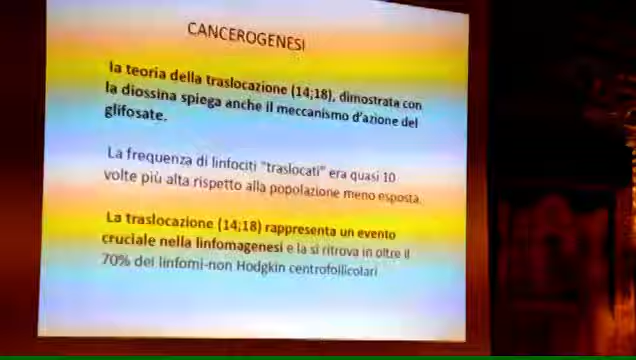 CANCEROGENESI
la teoria della traslocazione (14;18), dimostrata con
la diossina spiega anche il meccanismo d'azione del
glifosate.
La frequenza di linfociti "traslocati" era quasi 10
volte più alta rispetto alla popolazione meno esposta.
La traslocazione (14;18) rappresenta un evento
cruciale nella linfomagenesi e la si ritrova in oltre il
70% dei linfomi-non Hodgkin centrofollicolari